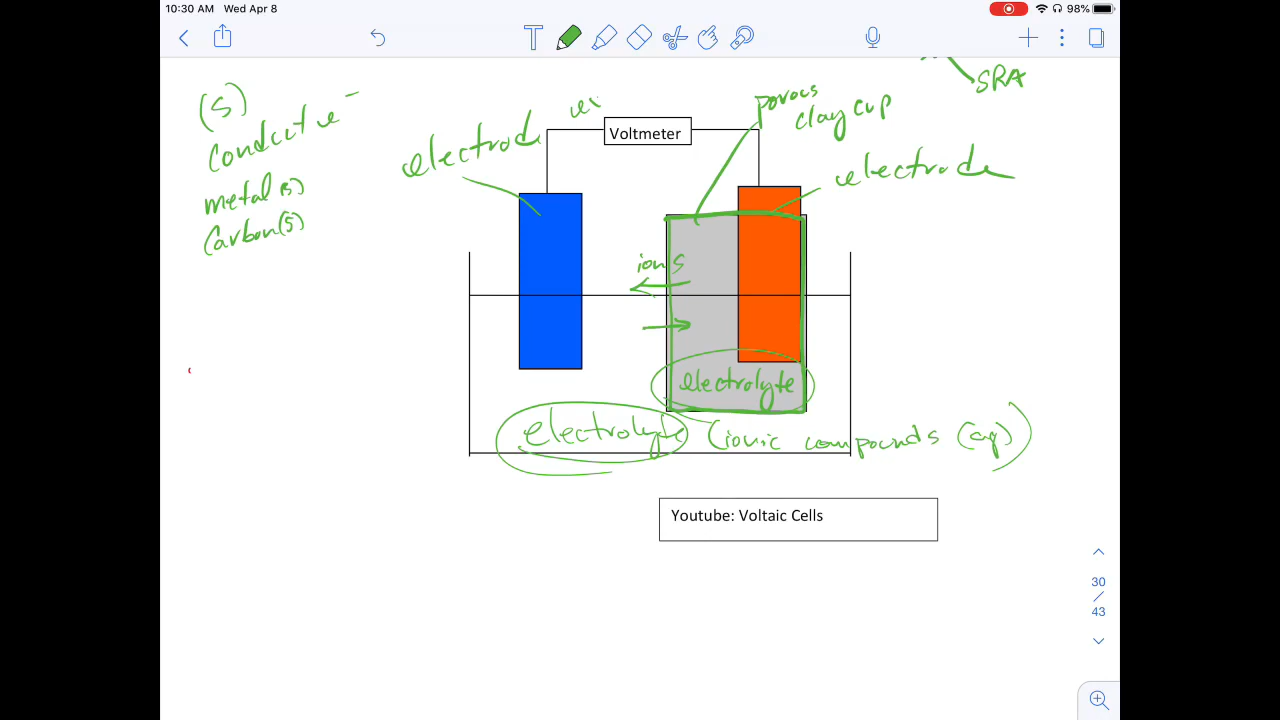 10:30 AM Wed Apr 8
98%
SRA
(S)
Conductive
metal(s)
Carbon(s)
electrod
Voltmeter
porous
clay cup
electrode
ions
electrolyte
electrolyte (ionic compounds (aq))
Youtube: Voltaic Cells
30
/
43